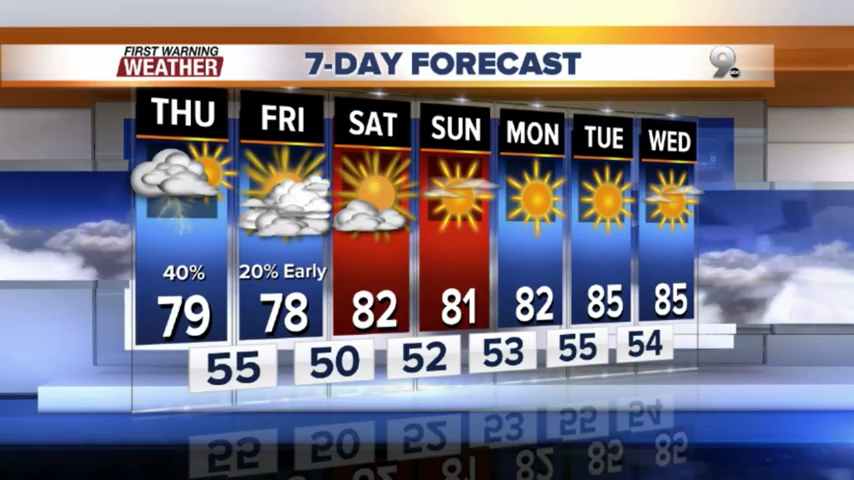 FIRST WARNING
WEATHER
7-DAY FORECAST
9
abc
THU FRI SAT SUN MON TUE WED
40% 20% Early
79 78 82 81 82 85 85
55 50 52 53 55 54